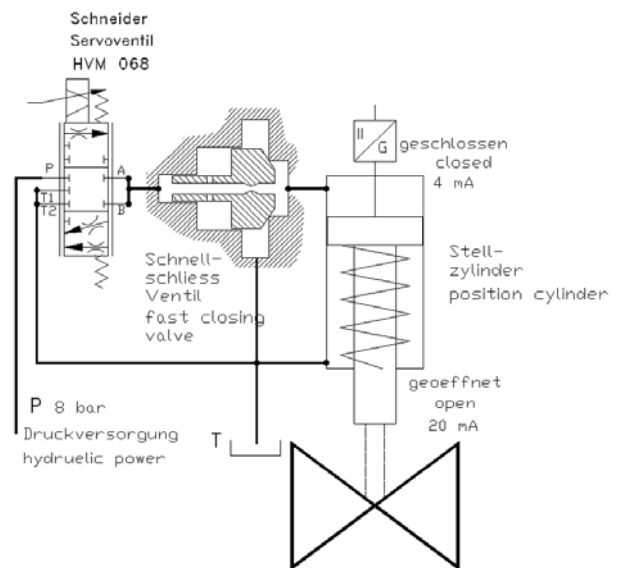 Schneider
Servoventil
HVM 068
P
A
T1
T2
B
II
G
geschlossen
closed
4 mA
Schnell-
schliess
Ventil
fast closing
valve
Stell-
zylinder
position cylinder
geoeffnet
open
20 mA
P 8 bar
Druckversorgung
hydruelic power
T